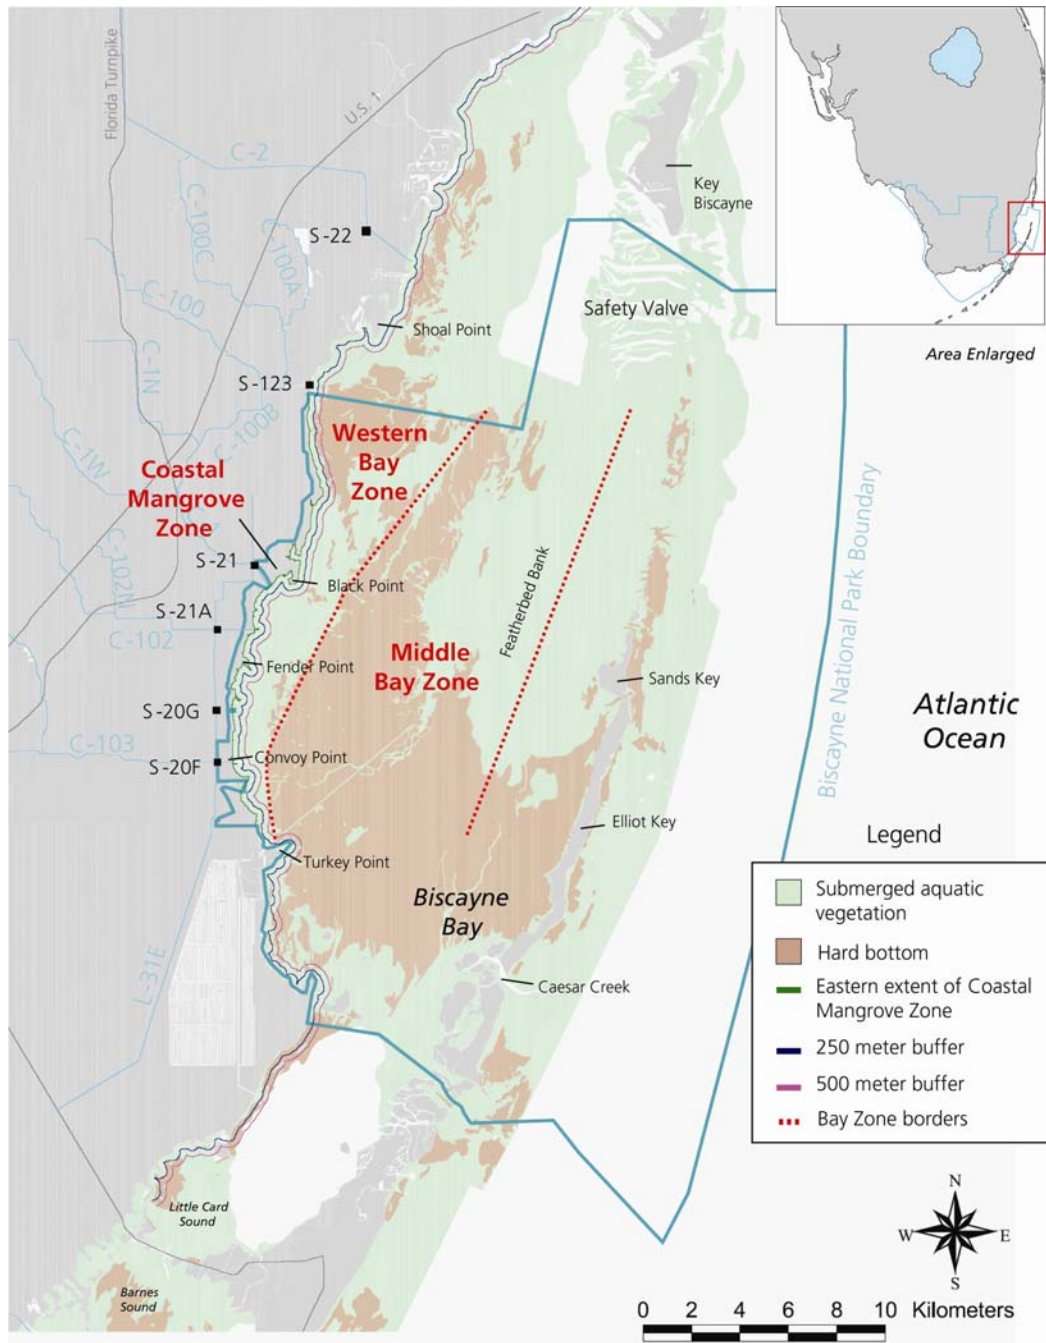 Florida Turnpike
U.S. 1
C-2
C-100C
C-100A
S-22
Key
Biscayne
Safety Valve
Area Enlarged
C-100
Shoal Point
C-1N
S-123
C-100B
C-1W
Western
Bay
Zone
Coastal
Mangrove
Zone
S-21
Black Point
C-102N
S-21A
C-102
Featherbed Bank
Fender Point
Middle
Bay Zone
Sands Key
Biscayne National Park Boundary
Atlantic
Ocean
S-20G
C-103
Convoy Point
S-20F
Elliot Key
Turkey Point
Biscayne
Bay
L-31E
Caesar Creek
Legend
Submerged aquatic
vegetation
Hard bottom
Eastern extent of Coastal
Mangrove Zone
250 meter buffer
500 meter buffer
Bay Zone borders
Little Card
Sound
Barnes
Sound
N
W
E
S
0 2 4 6 8 10 Kilometers